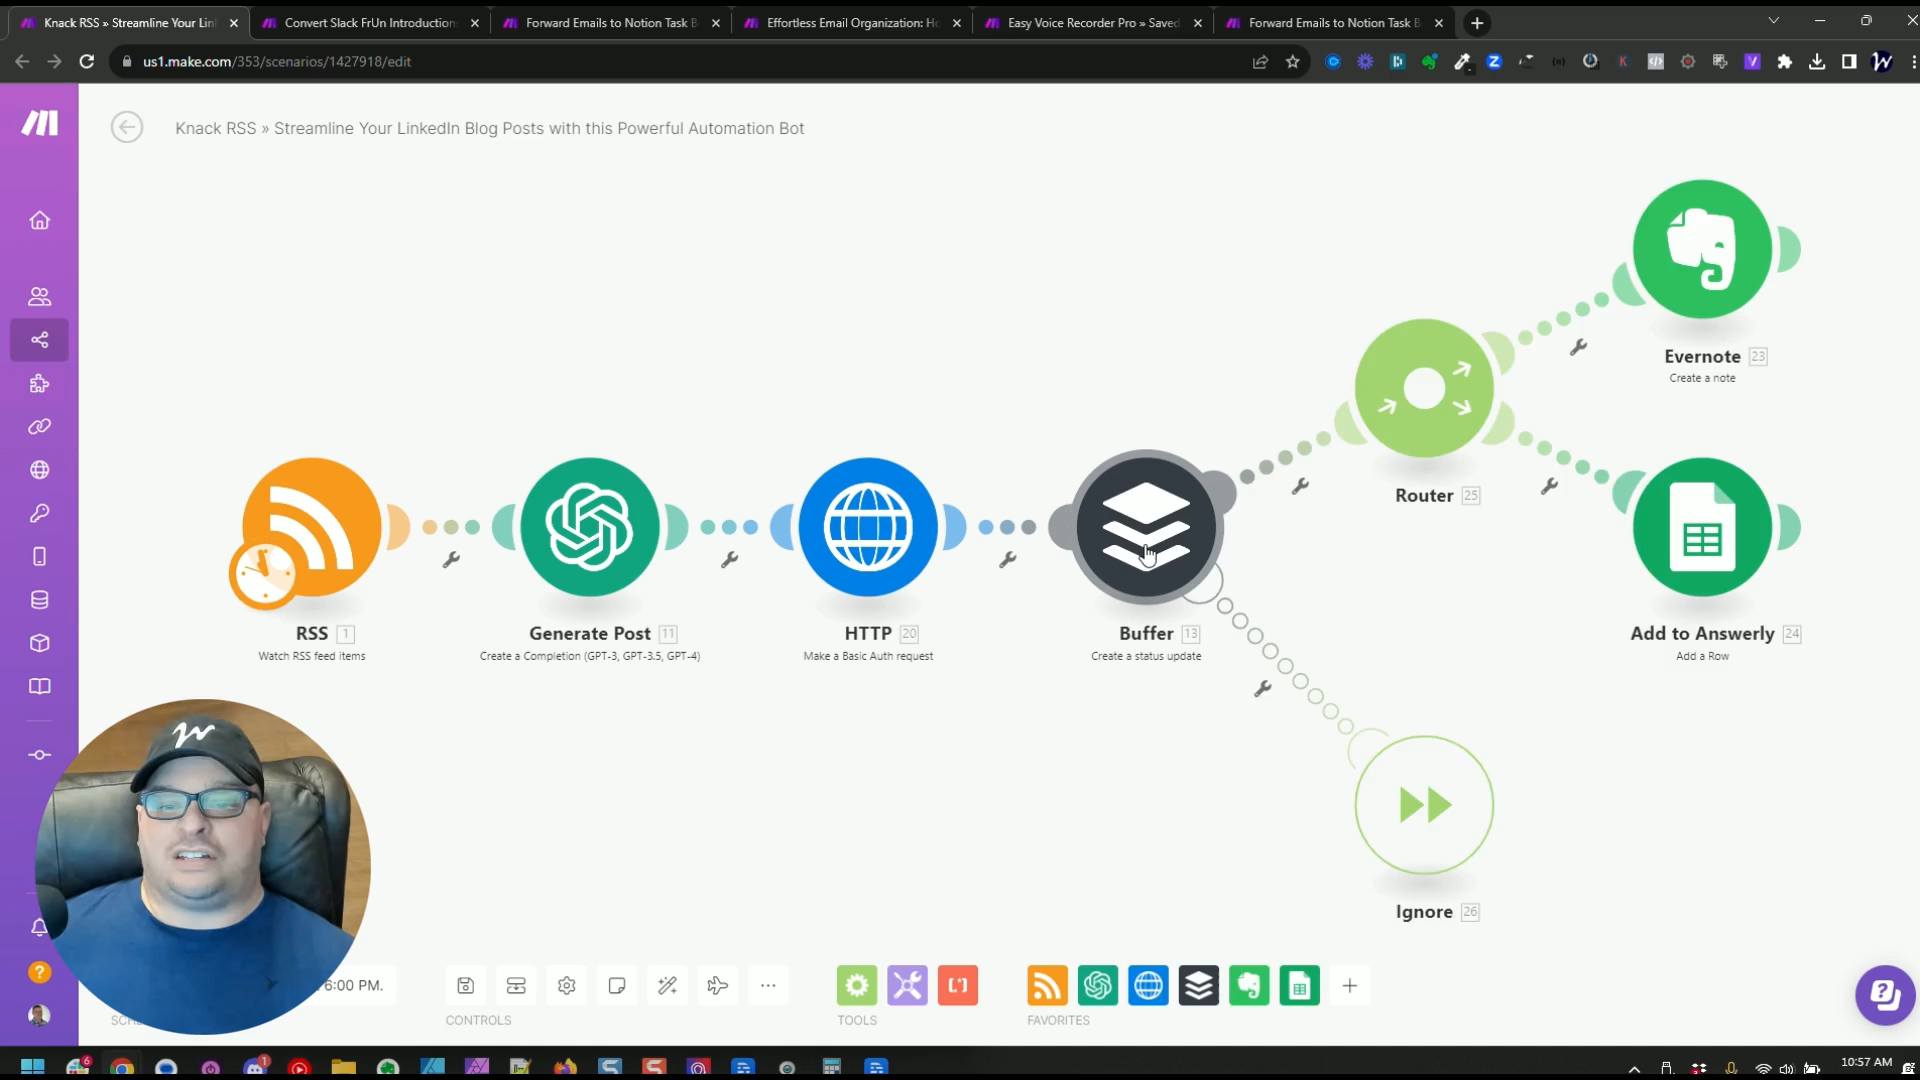 Knack RSS » Streamline Your Lin
Convert Slack FrUn Introduction
Forward Emails to Notion Task B
Effortless Email Organization: Ho
Easy Voice Recorder Pro » Saved
Forward Emails to Notion Task B
us1.make.com/353/scenarios/1427918/edit
Knack RSS » Streamline Your LinkedIn Blog Posts with this Powerful Automation Bot
Evernote 23
Create a note
Router 25
RSS 1
Watch RSS feed items
Generate Post 11
Create a Completion (GPT-3, GPT-3.5, GPT-4)
HTTP 20
Make a Basic Auth request
Buffer 13
Create a status update
Add to Answerly 24
Add a Row
Ignore 26
6:00 PM.
SCHE
CONTROLS
TOOLS
FAVORITES
10:57 AM